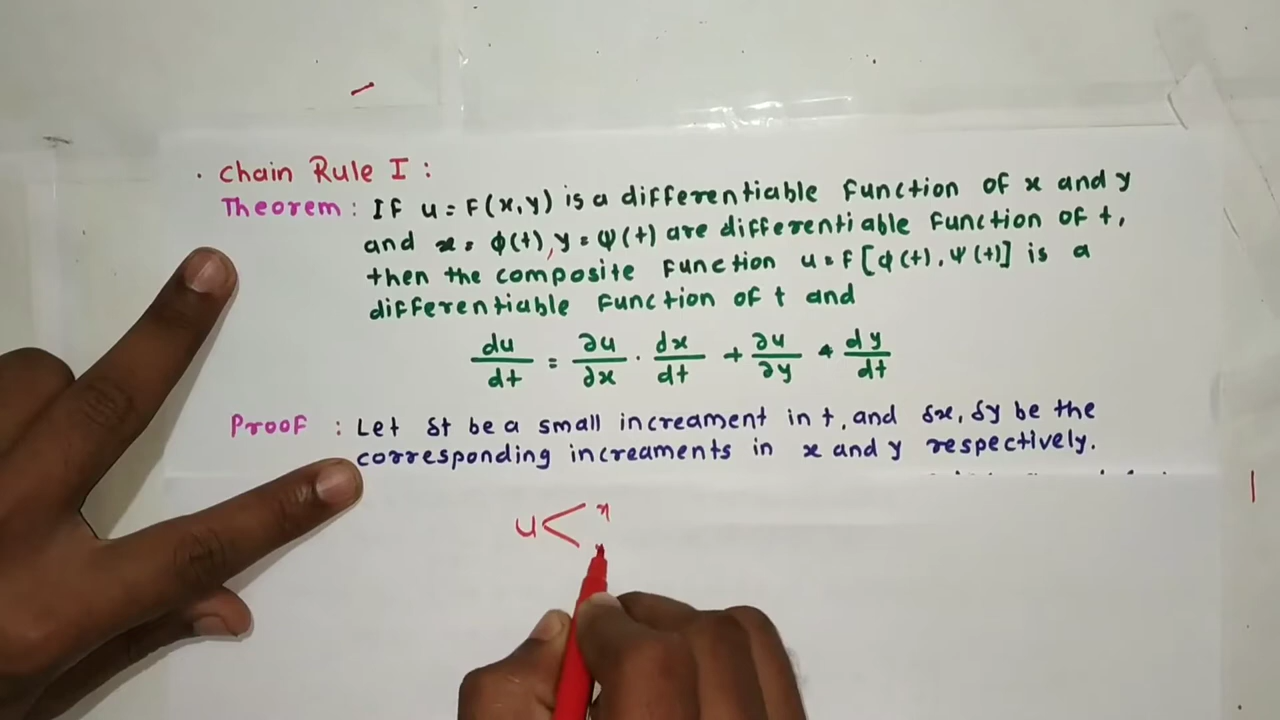 . Chain Rule I :
Theorem : If u = F(x,y) is a differentiable function of x and y
and x = φ(t), y = ψ(t) are differentiable function of t,
then the composite function u = F[φ(t), ψ(t)] is a
differentiable function of t and
du/dt = ∂u/∂x · dx/dt + ∂u/∂y · dy/dt
Proof : Let δt be a small increament in t, and δx, δy be the
corresponding increaments in x and y respectively.
u < x